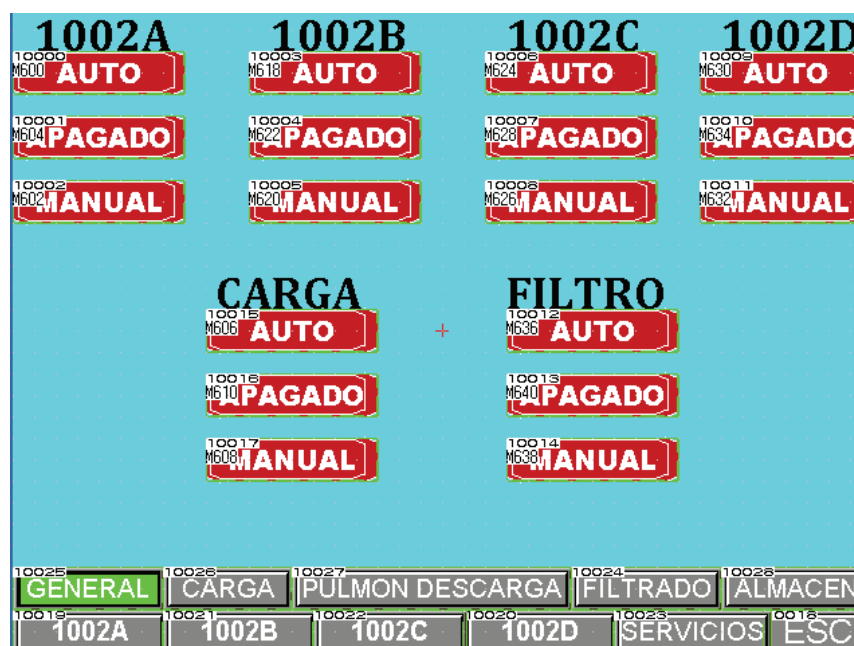 1002A 1002B 1002C 1002D
10000 10003 10006 10009
M600 AUTO M618 AUTO M624 AUTO M630 AUTO
10001 10004 10007 10010
M604 APAGADO M622 APAGADO M628 APAGADO M634 APAGADO
10002 10005 10008 10011
M602 MANUAL M620 MANUAL M626 MANUAL M632 MANUAL
CARGA FILTRO
10015 10012
M606 AUTO M636 AUTO
10016 10013
M610 APAGADO M640 APAGADO
10017 10014
M608 MANUAL M638 MANUAL
10025 10026 10027 10024 10028
GENERAL CARGA PULMON DESCARGA FILTRADO ALMACEN
10019 10021 10022 10020 10023 0018
1002A 1002B 1002C 1002D SERVICIOS ESC